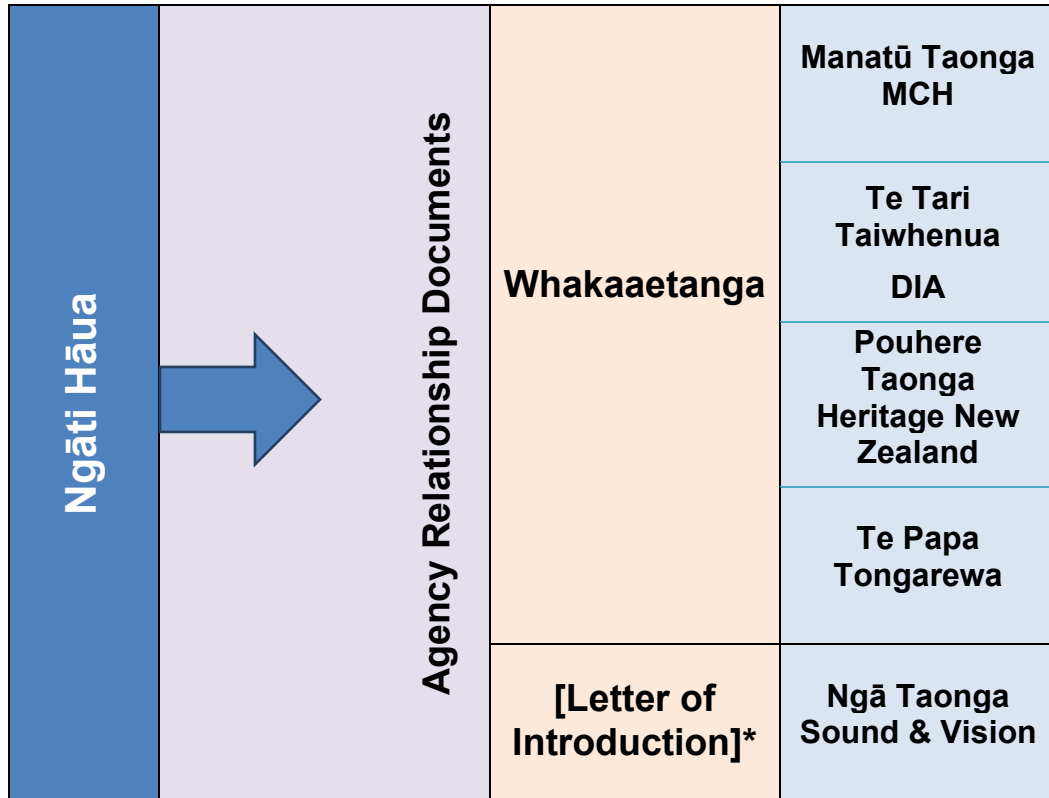 Ngāti Hāua
Agency Relationship Documents
Whakaaetanga
Manatū Taonga
MCH
Te Tari
Taiwhenua
DIA
Pouhere
Taonga
Heritage New
Zealand
Te Papa
Tongarewa
[Letter of
Introduction]*
Ngā Taonga
Sound & Vision